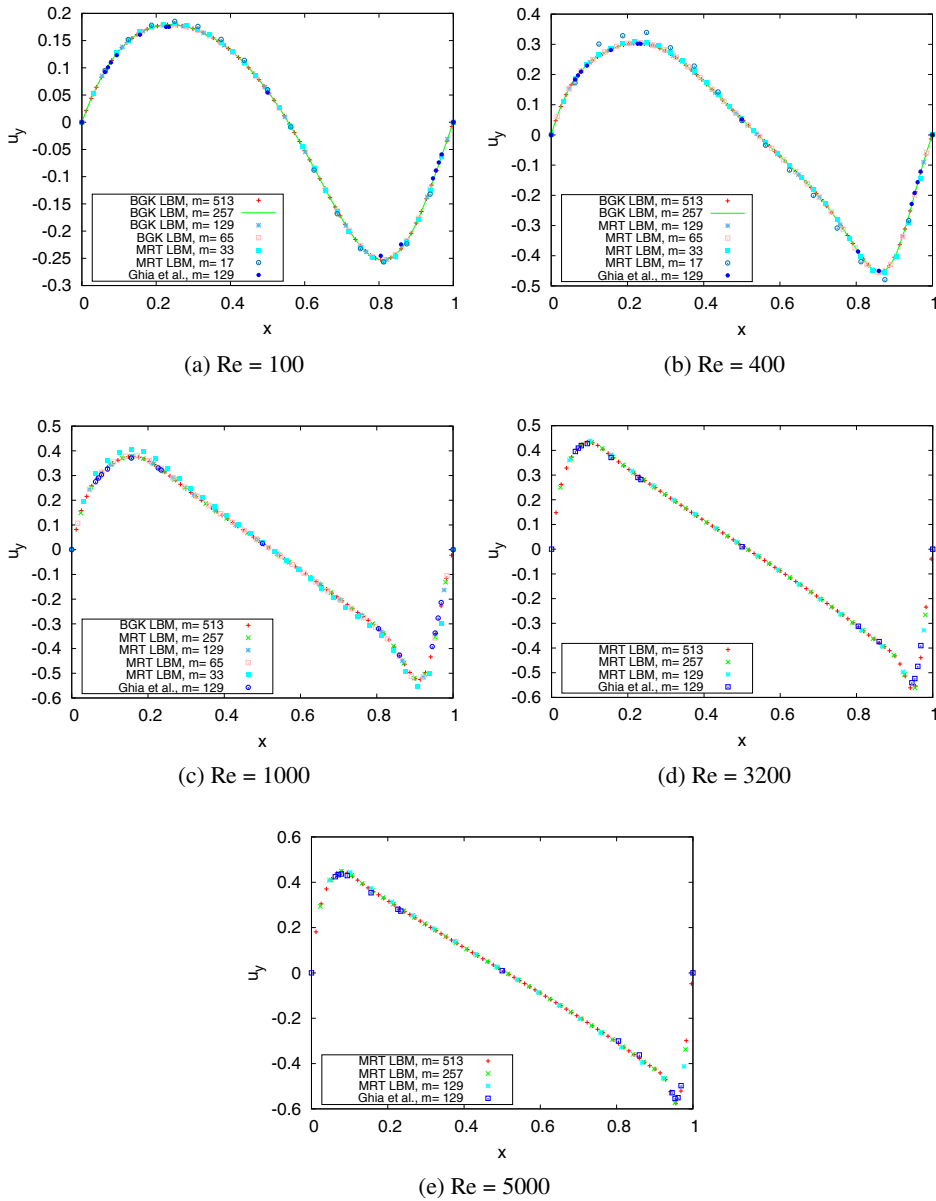 0.2
0.15
0.1
0.05
0
-0.05
-0.1
-0.15
-0.2
-0.25
-0.3
u_y
BGK LBM, m= 513
BGK LBM, m= 257
BGK LBM, m= 129
BGK LBM, m= 65
MRT LBM, m= 33
MRT LBM, m= 17
Ghia et al., m= 129
0 0.2 0.4 0.6 0.8 1
x
(a) Re = 100
0.4
0.3
0.2
0.1
0
-0.1
-0.2
-0.3
-0.4
-0.5
u_y
BGK LBM, m= 513
BGK LBM, m= 257
MRT LBM, m= 129
MRT LBM, m= 65
MRT LBM, m= 33
MRT LBM, m= 17
Ghia et al., m= 129
0 0.2 0.4 0.6 0.8 1
x
(b) Re = 400
0.5
0.4
0.3
0.2
0.1
0
-0.1
-0.2
-0.3
-0.4
-0.5
-0.6
u_y
BGK LBM, m= 513
MRT LBM, m= 257
MRT LBM, m= 129
MRT LBM, m= 65
MRT LBM, m= 33
Ghia et al., m= 129
0 0.2 0.4 0.6 0.8 1
x
(c) Re = 1000
0.5
0.4
0.3
0.2
0.1
0
-0.1
-0.2
-0.3
-0.4
-0.5
-0.6
u_y
MRT LBM, m= 513
MRT LBM, m= 257
MRT LBM, m= 129
Ghia et al., m= 129
0 0.2 0.4 0.6 0.8 1
x
(d) Re = 3200
0.6
0.4
0.2
0
-0.2
-0.4
-0.6
u_y
MRT LBM, m= 513
MRT LBM, m= 257
MRT LBM, m= 129
Ghia et al., m= 129
0 0.2 0.4 0.6 0.8 1
x
(e) Re = 5000